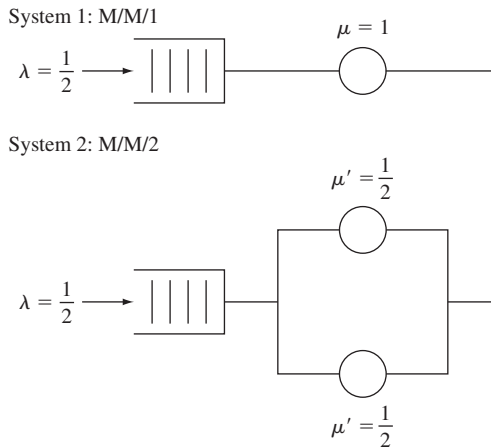 System 1: M/M/1
μ = 1
λ = 1/2
System 2: M/M/2
μ′ = 1/2
λ = 1/2
μ′ = 1/2